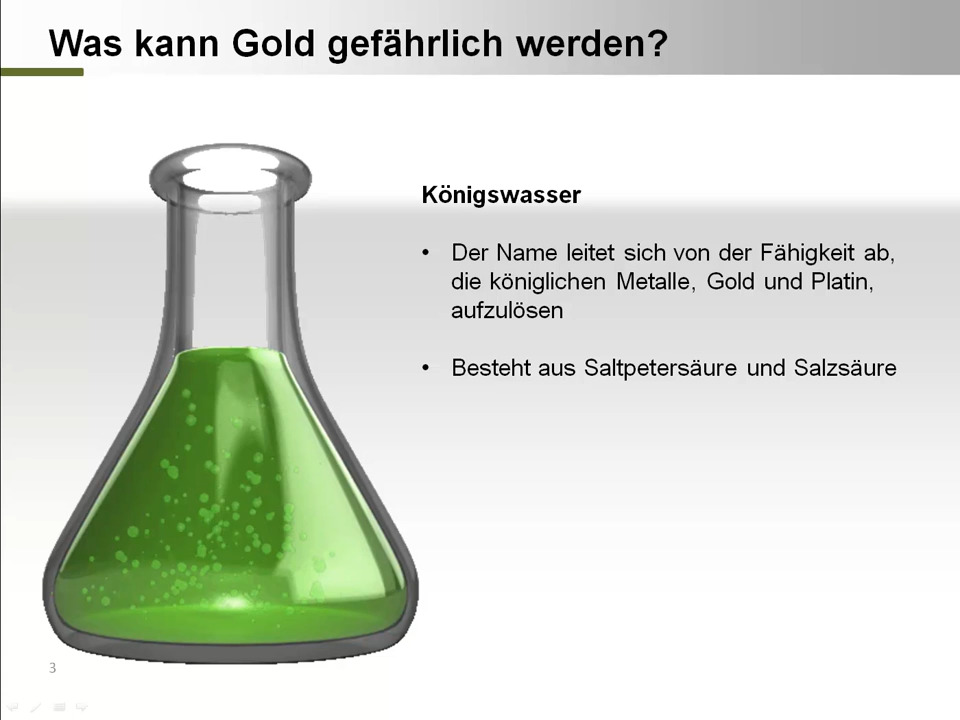 Was kann Gold gefährlich werden?
Königswasser
• Der Name leitet sich von der Fähigkeit ab,
die königlichen Metalle, Gold und Platin,
aufzulösen
• Besteht aus Saltpetersäure und Salzsäure
3